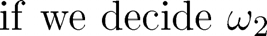 if we decide ω₂